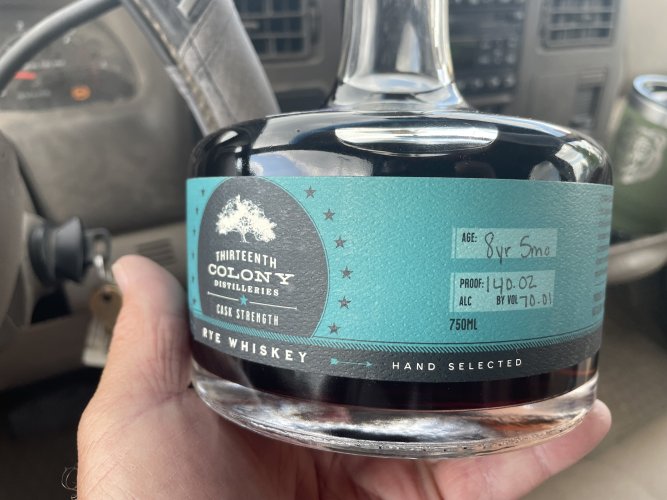 THIRTEENTH
COLONY
DISTILLERIES
CASK STRENGTH
RYE WHISKEY
HAND SELECTED
AGE: 8yr 5mo
PROOF: 140.02
ALC BY VOL 70.01
750ML